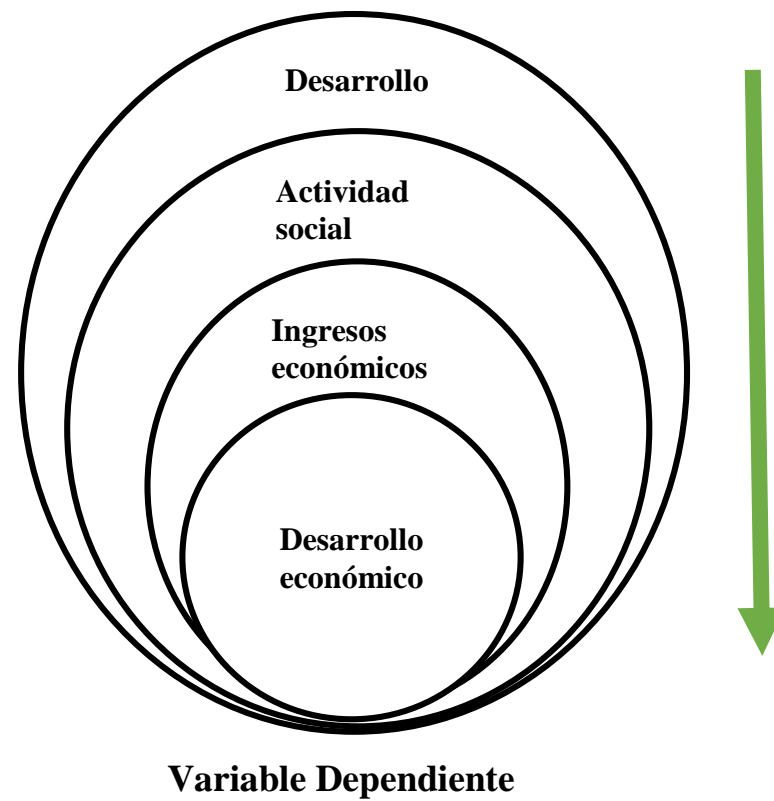 Desarrollo
Actividad
social
Ingresos
económicos
Desarrollo
económico
Variable Dependiente